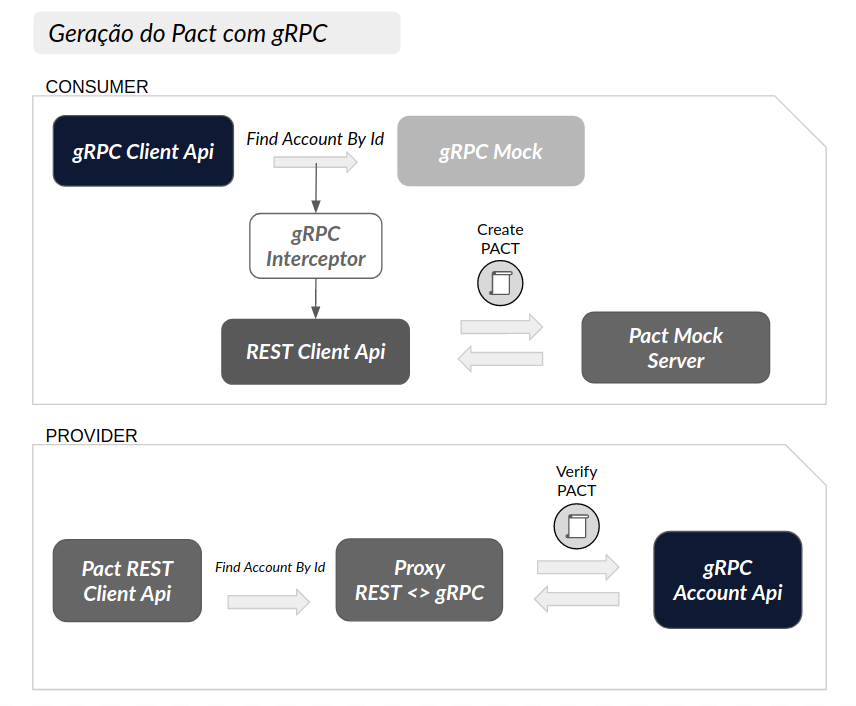 Geração do Pact com gRPC
CONSUMER
gRPC Client Api
Find Account By Id
gRPC Mock
gRPC
Interceptor
Create
PACT
REST Client Api
Pact Mock
Server
PROVIDER
Verify
PACT
Pact REST
Client Api
Find Account By Id
Proxy
REST <> gRPC
gRPC
Account Api